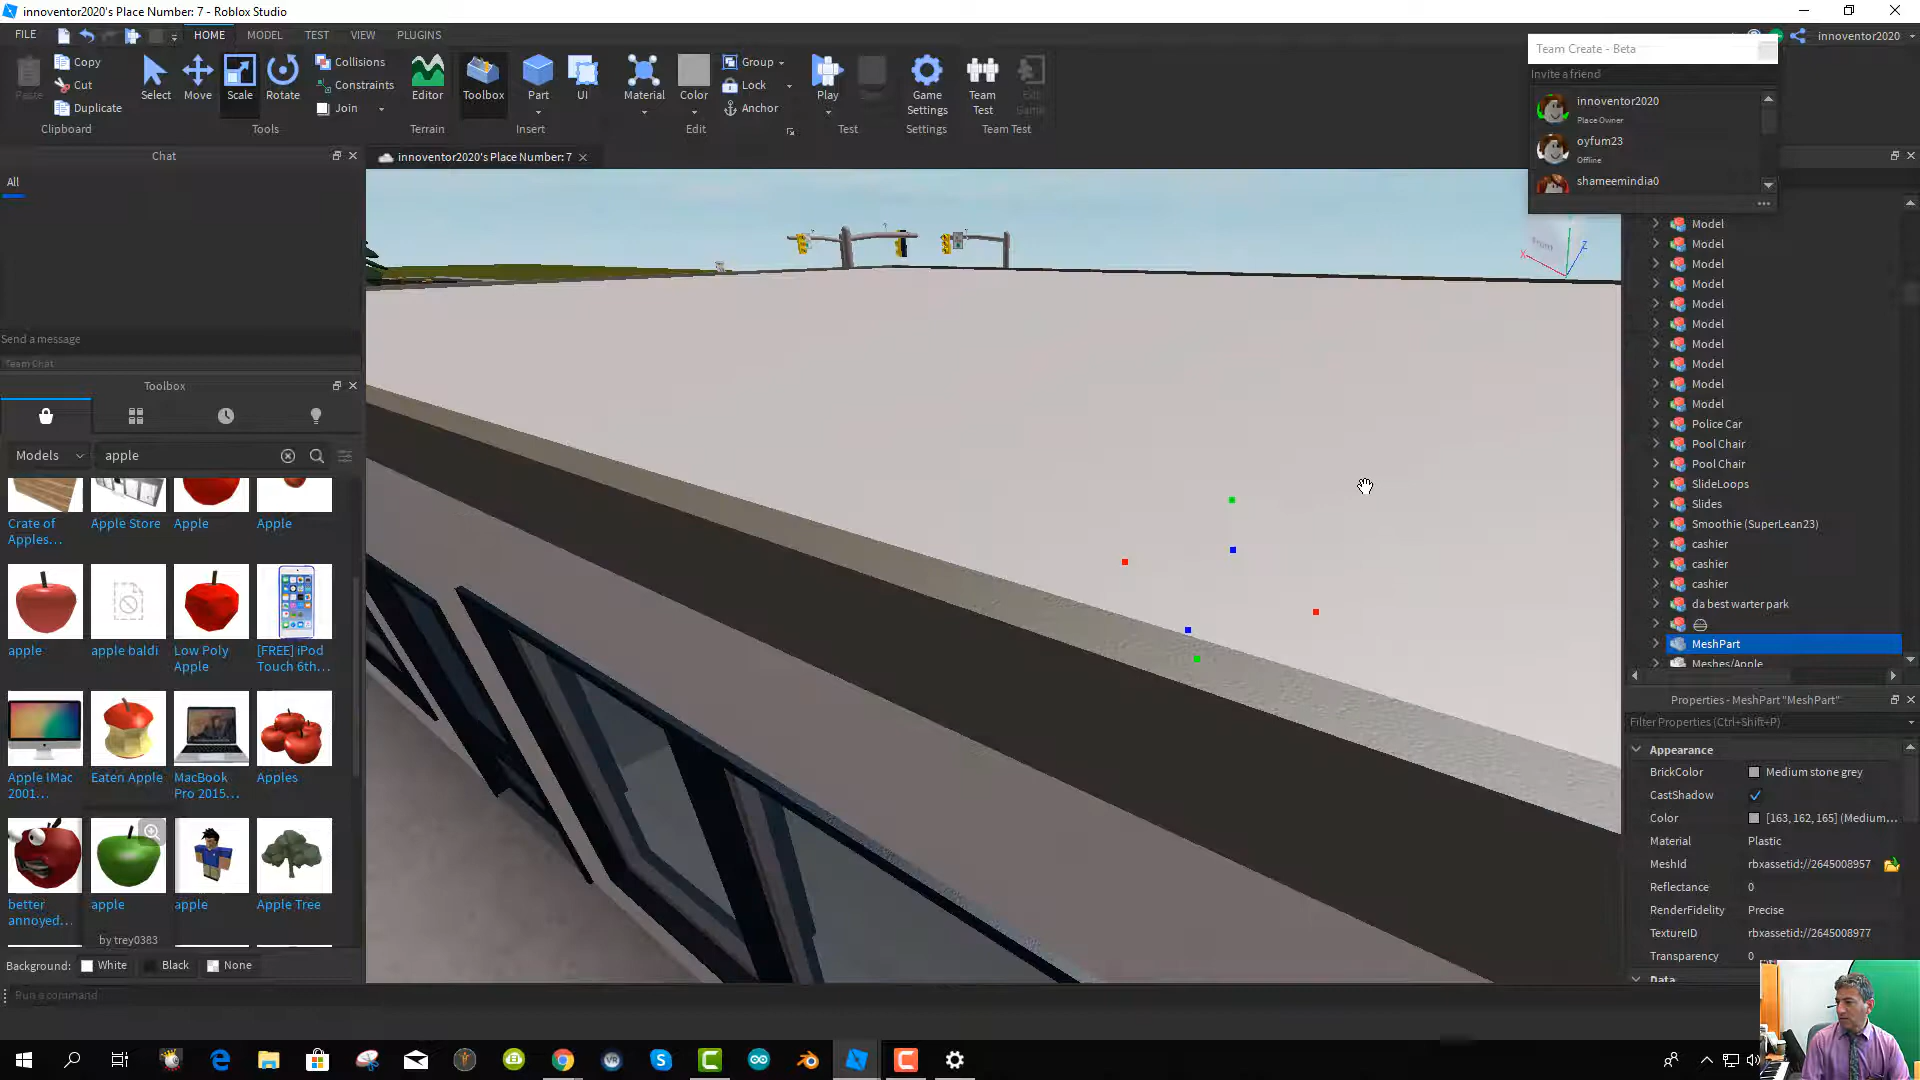 innoventor2020's Place Number: 7 - Roblox Studio
FILE
HOME
MODEL
TEST
VIEW
PLUGINS
innoventor2020
Copy
Cut
Duplicate
Clipboard
Select
Move
Scale
Rotate
Tools
Collisions
Constraints
Join
Editor
Terrain
Toolbox
Part
UI
Insert
Material
Color
Group
Lock
Anchor
Edit
Play
Test
Game
Settings
Settings
Team
Test
Exit
Game
Team Test
Team Create - Beta
Invite a friend
innoventor2020
Place Owner
oyfum23
Offline
shameemindia0
Chat
All
Send a message
Team Chat
innoventor2020's Place Number: 7
Toolbox
Models
apple
Crate of
Apples...
Apple Store
Apple
Apple
apple
apple baldi
Low Poly
Apple
[FREE] iPod
Touch 6th...
Apple IMac
2001...
Eaten Apple
MacBook
Pro 2015...
Apples
better
annoyed...
apple
by trey0383
apple
Apple Tree
Background:
White
Black
None
Run a command
Front
X
Z
Model
Model
Model
Model
Model
Model
Model
Model
Model
Model
Police Car
Pool Chair
Pool Chair
SlideLoops
Slides
Smoothie (SuperLean23)
cashier
cashier
cashier
da best warter park
MeshPart
Meshes/Apple
Properties - MeshPart "MeshPart"
Filter Properties (Ctrl+Shift+P)
Appearance
BrickColor
Medium stone grey
CastShadow
Color
[163, 162, 165] (Medium...
Material
Plastic
MeshId
rbxassetid://2645008957
Reflectance
0
RenderFidelity
Precise
TextureID
rbxassetid://2645008977
Transparency
0
Data